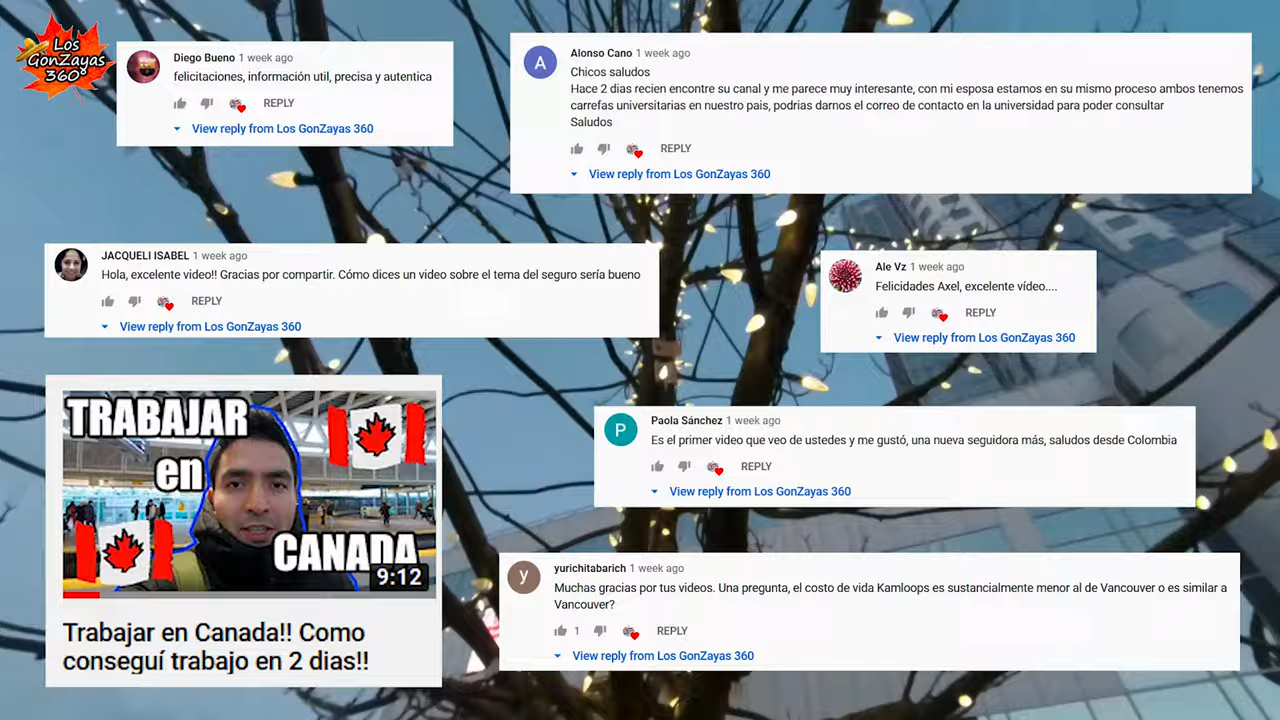 Los
GonZayas
360°
Diego Bueno 1 week ago
felicitaciones, información util, precisa y autentica
REPLY
View reply from Los GonZayas 360
A
Alonso Cano 1 week ago
Chicos saludos
Hace 2 dias recien encontre su canal y me parece muy interesante, con mi esposa estamos en su mismo proceso ambos tenemos
carrefas universitarias en nuestro pais, podrias darnos el correo de contacto en la universidad para poder consultar
Saludos
REPLY
View reply from Los GonZayas 360
JACQUELI ISABEL 1 week ago
Hola, excelente video!! Gracias por compartir. Cómo dices un video sobre el tema del seguro sería bueno
REPLY
View reply from Los GonZayas 360
Ale Vz 1 week ago
Felicidades Axel, excelente vídeo....
REPLY
View reply from Los GonZayas 360
TRABAJAR
en
CANADA
9:12
Trabajar en Canada!! Como
conseguí trabajo en 2 dias!!
P
Paola Sánchez 1 week ago
Es el primer video que veo de ustedes y me gustó, una nueva seguidora más, saludos desde Colombia
REPLY
View reply from Los GonZayas 360
y
yurichitabarich 1 week ago
Muchas gracias por tus videos. Una pregunta, el costo de vida Kamloops es sustancialmente menor al de Vancouver o es similar a
Vancouver?
1 REPLY
View reply from Los GonZayas 360